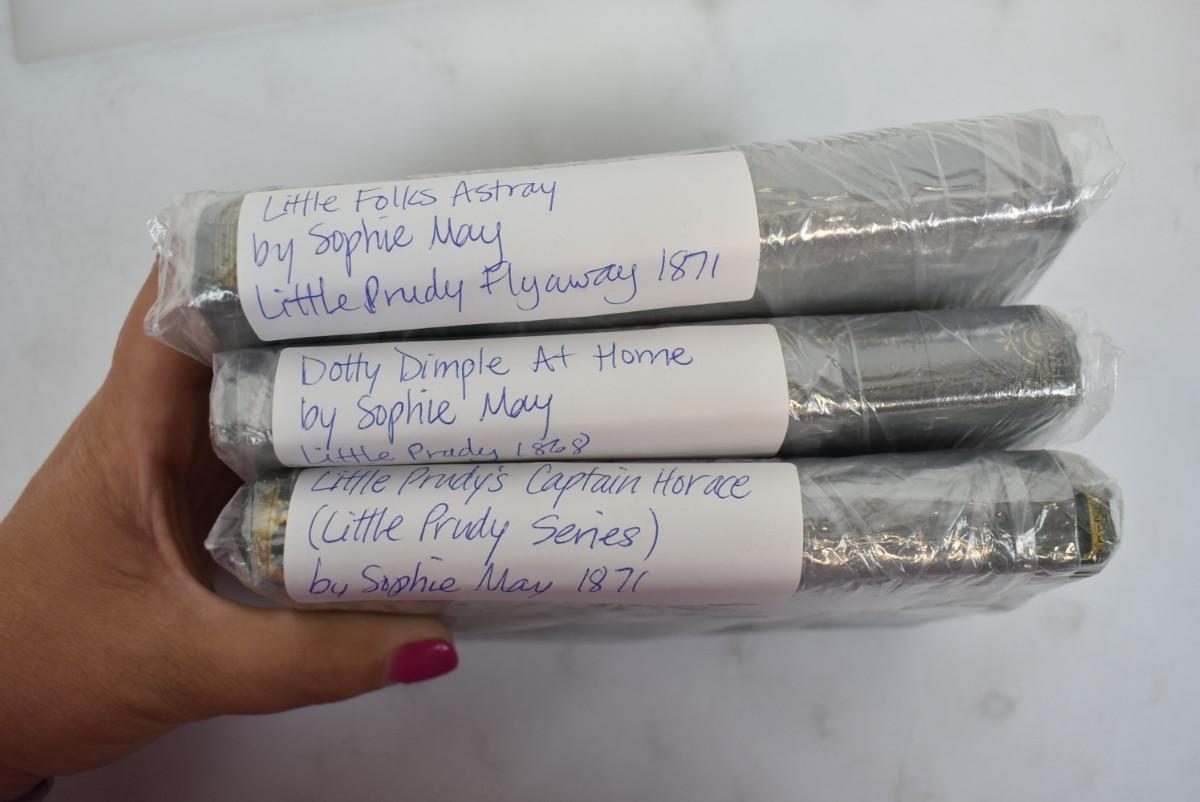 Little Folks Astray
by Sophie May
Little Prudy Flyaway 1871
Dotty Dimple At Home
by Sophie May
Little Prudy 1868
Little Prudy's Captain Horace
(Little Prudy Series)
by Sophie May 1871